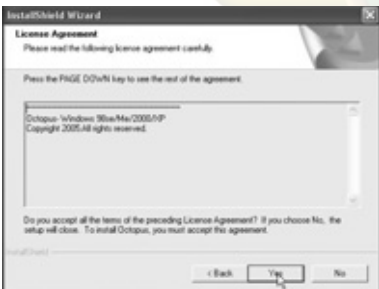 InstallShield Wizard
License Agreement
Please read the following license agreement carefully.
Press the PAGE DOWN key to see the rest of the agreement.
Octopus- Windows 98se/Me/2000/XP
Copyright 2005.All rights reserved.
Do you accept all the terms of the preceding License Agreement? If you choose No, the
setup will close. To install Octopus, you must accept this agreement.
InstallShield
< Back
Yes
No